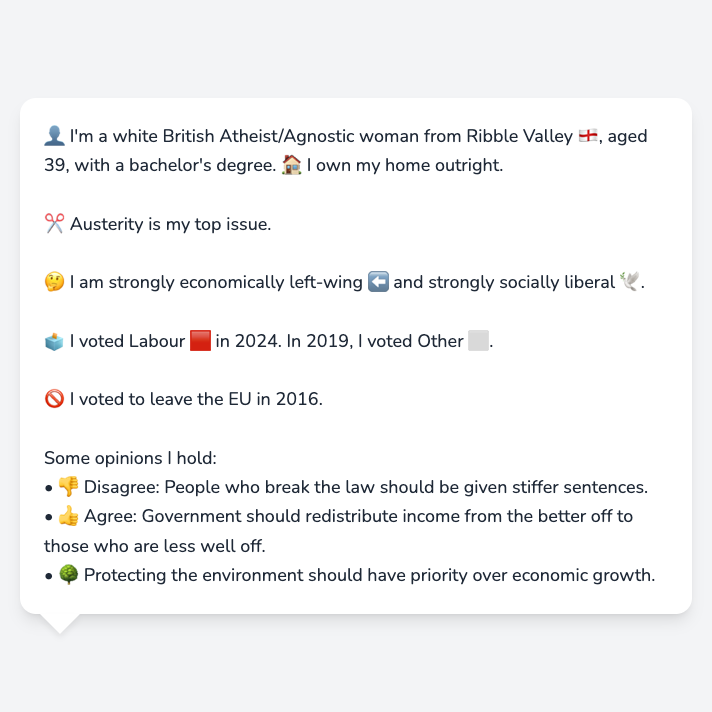 👤 I'm a white British Atheist/Agnostic woman from Ribble Valley 🏴󠁧󠁢󠁥󠁮󠁧󠁿, aged
39, with a bachelor's degree. 🏠 I own my home outright.
✂️ Austerity is my top issue.
🤔 I am strongly economically left-wing ⬅️ and strongly socially liberal 🕊️.
🗳️ I voted Labour 🟥 in 2024. In 2019, I voted Other ⬜.
🚫 I voted to leave the EU in 2016.
Some opinions I hold:
• 👎 Disagree: People who break the law should be given stiffer sentences.
• 👍 Agree: Government should redistribute income from the better off to
those who are less well off.
• 🌳 Protecting the environment should have priority over economic growth.